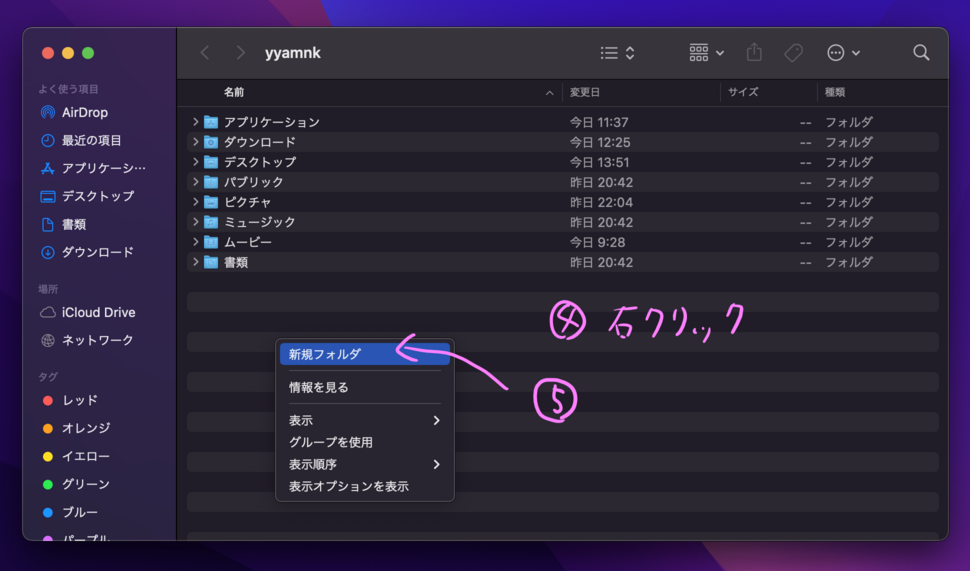 yyamnk
よく使う項目
AirDrop
最近の項目
アプリケーシ…
デスクトップ
書類
ダウンロード
場所
iCloud Drive
ネットワーク
タグ
レッド
オレンジ
イエロー
グリーン
ブルー
パープル
名前 変更日 サイズ 種類
アプリケーション 今日 11:37 -- フォルダ
ダウンロード 今日 12:25 -- フォルダ
デスクトップ 今日 13:51 -- フォルダ
パブリック 昨日 20:42 -- フォルダ
ピクチャ 昨日 22:04 -- フォルダ
ミュージック 昨日 20:42 -- フォルダ
ムービー 今日 9:28 -- フォルダ
書類 昨日 20:42 -- フォルダ
④ 右クリック
新規フォルダ
⑤
情報を見る
表示
グループを使用
表示順序
表示オプションを表示